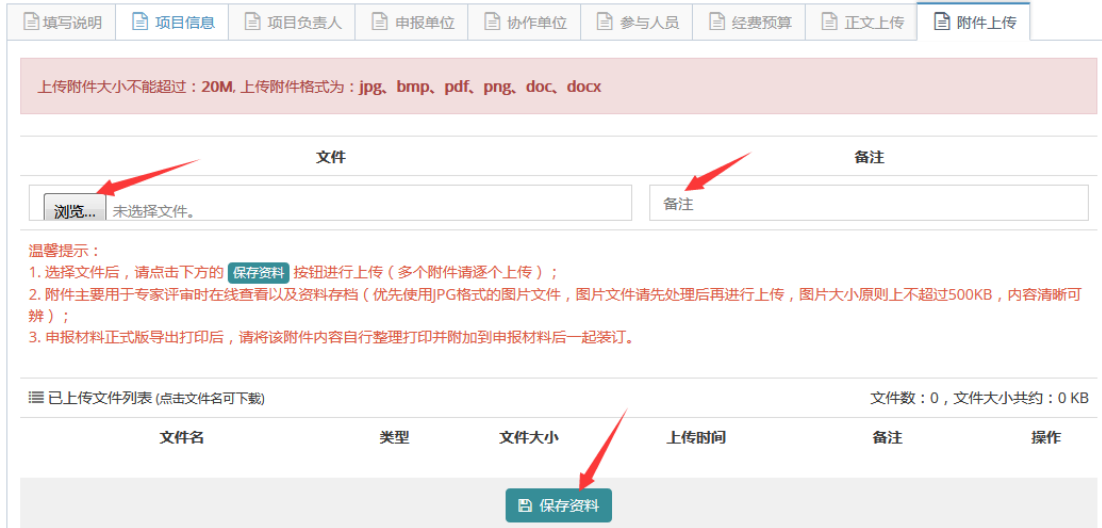 填写说明 项目信息 项目负责人 申报单位 协作单位 参与人员 经费预算 正文上传 附件上传
上传附件大小不能超过：20M, 上传附件格式为：jpg、bmp、pdf、png、doc、docx
文件 备注
浏览... 未选择文件。 备注
温馨提示：
1. 选择文件后，请点击下方的 保存资料 按钮进行上传（多个附件请逐个上传）；
2. 附件主要用于专家评审时在线查看以及资料存档（优先使用JPG格式的图片文件，图片文件请先处理后再进行上传，图片大小原则上不超过500KB，内容清晰可
辨）；
3. 申报材料正式版导出打印后，请将该附件内容自行整理打印并附加到申报材料后一起装订。
已上传文件列表 (点击文件名可下载) 文件数：0，文件大小共约：0 KB
文件名 类型 文件大小 上传时间 备注 操作
保存资料